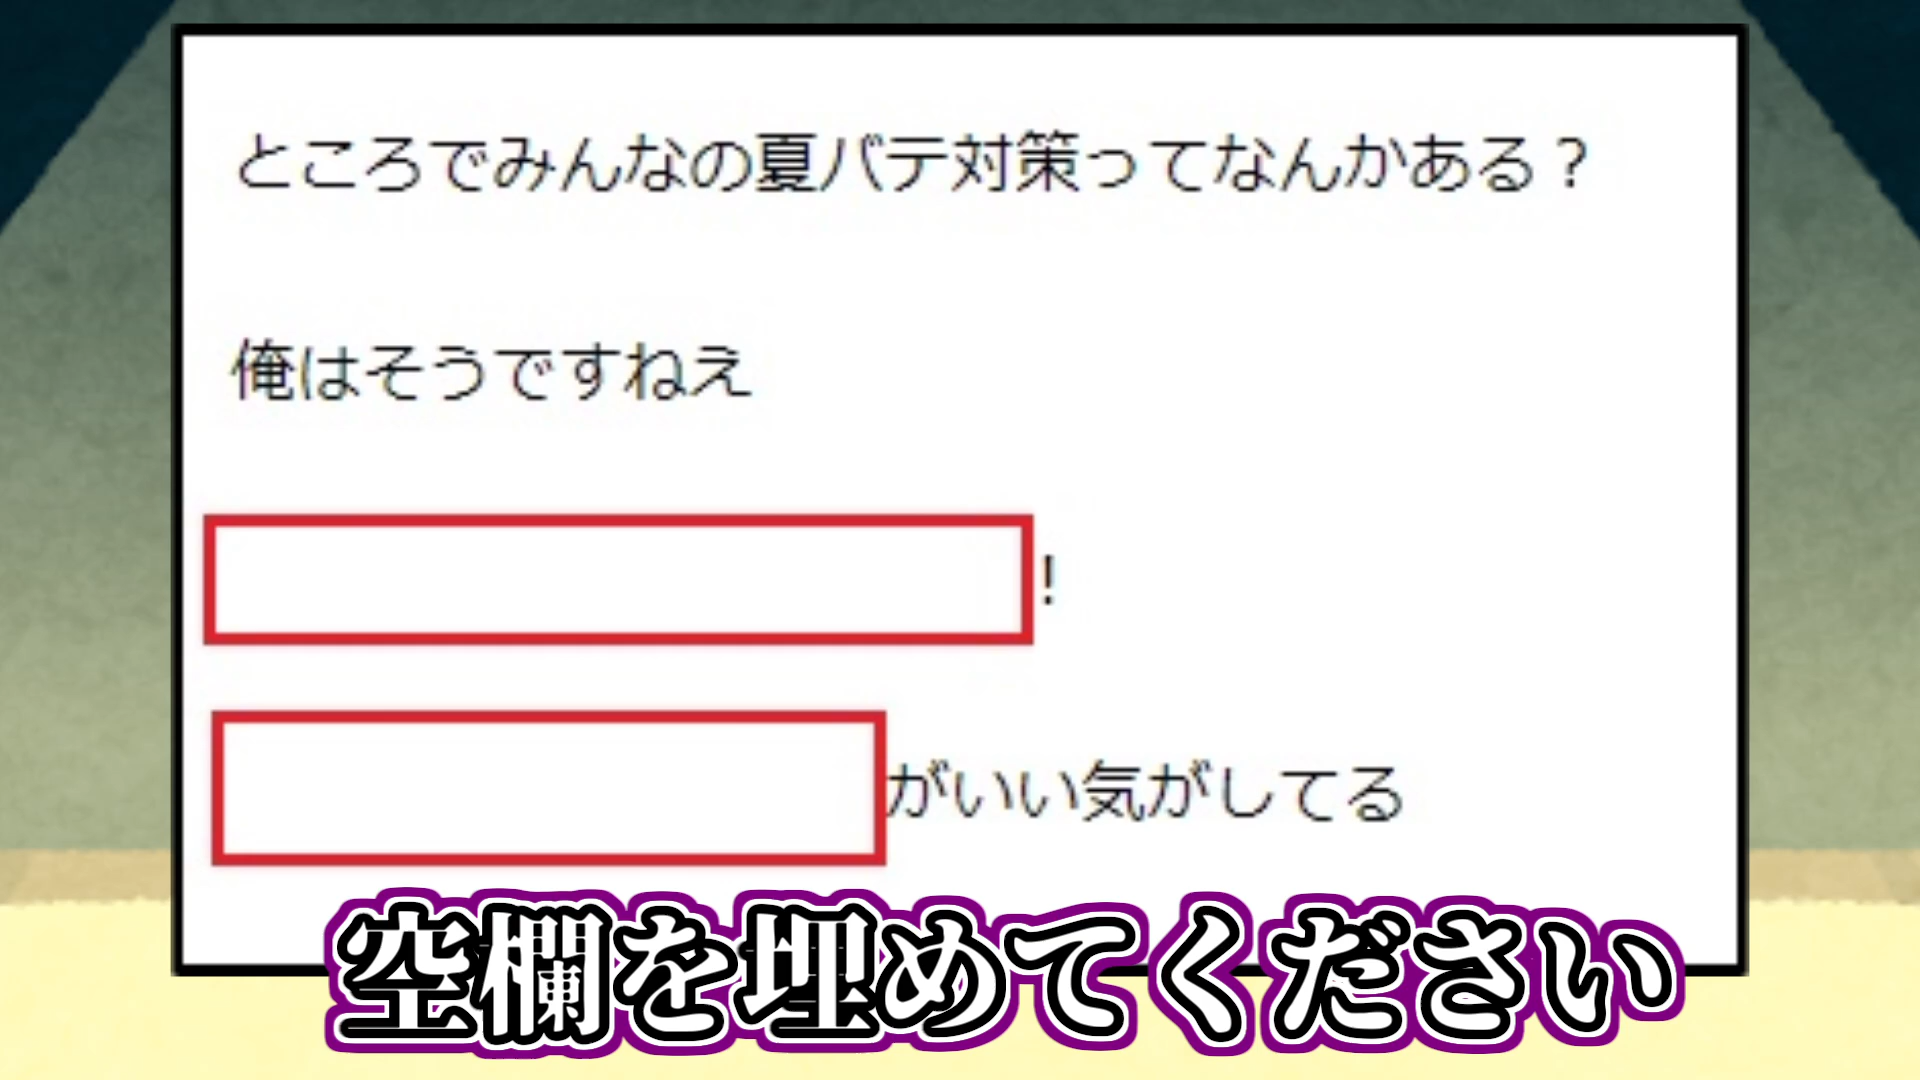 ところでみんなの夏バテ対策ってなんかある？
俺はそうですねえ
！
がいい気がしてる
空欄を埋めてください